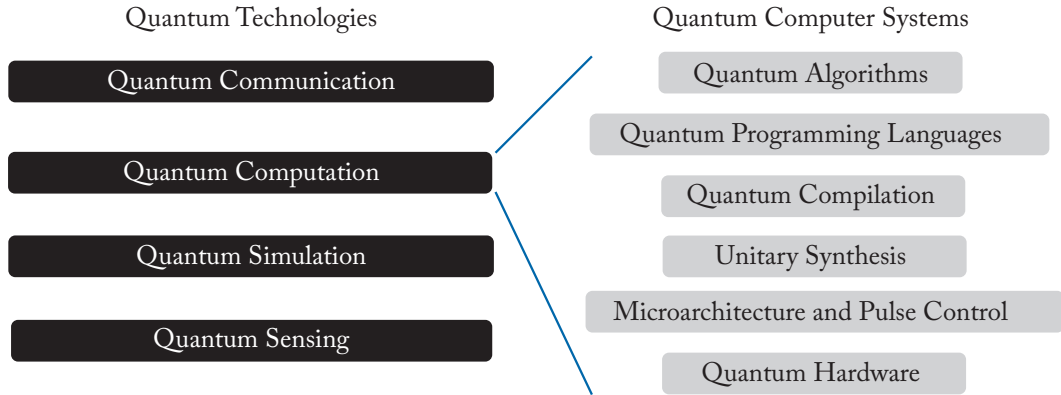 Quantum Technologies
Quantum Communication
Quantum Computation
Quantum Simulation
Quantum Sensing
Quantum Computer Systems
Quantum Algorithms
Quantum Programming Languages
Quantum Compilation
Unitary Synthesis
Microarchitecture and Pulse Control
Quantum Hardware